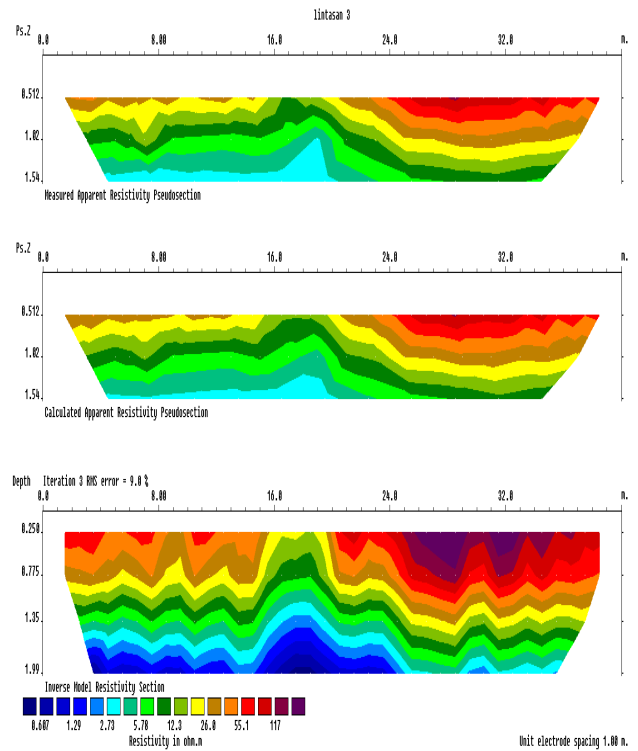 lintasan 3
Ps.Z
0.0 8.00 16.0 24.0 32.0 m.
0.512
1.02
1.54
Measured Apparent Resistivity Pseudosection
Ps.Z
0.0 8.00 16.0 24.0 32.0 m.
0.512
1.02
1.54
Calculated Apparent Resistivity Pseudosection
Depth Iteration 3 RMS error = 9.0 %
0.0 8.00 16.0 24.0 32.0 m.
0.250
0.775
1.35
1.99
Inverse Model Resistivity Section
0.607 1.29 2.73 5.78 12.3 26.0 55.1 117
Resistivity in ohm.m
Unit electrode spacing 1.00 m.